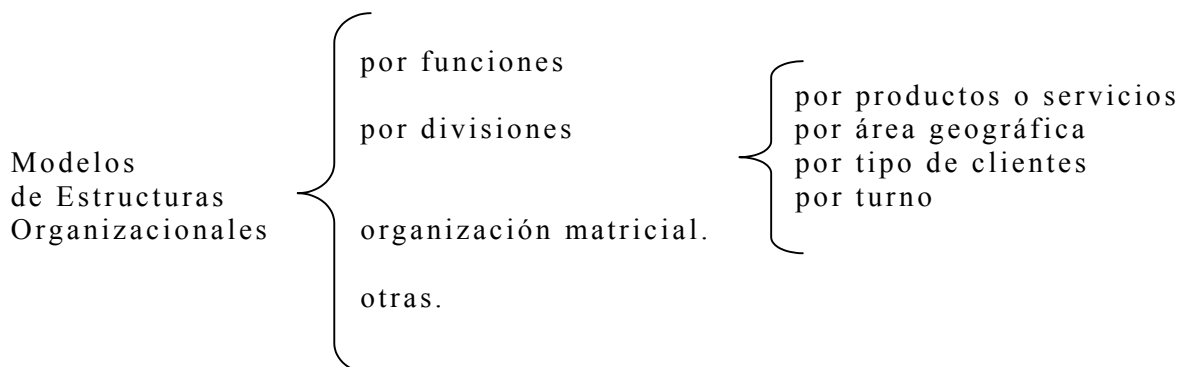 Modelos
de Estructuras
Organizacionales
por funciones
por divisiones
organización matricial.
otras.
por productos o servicios
por área geográfica
por tipo de clientes
por turno